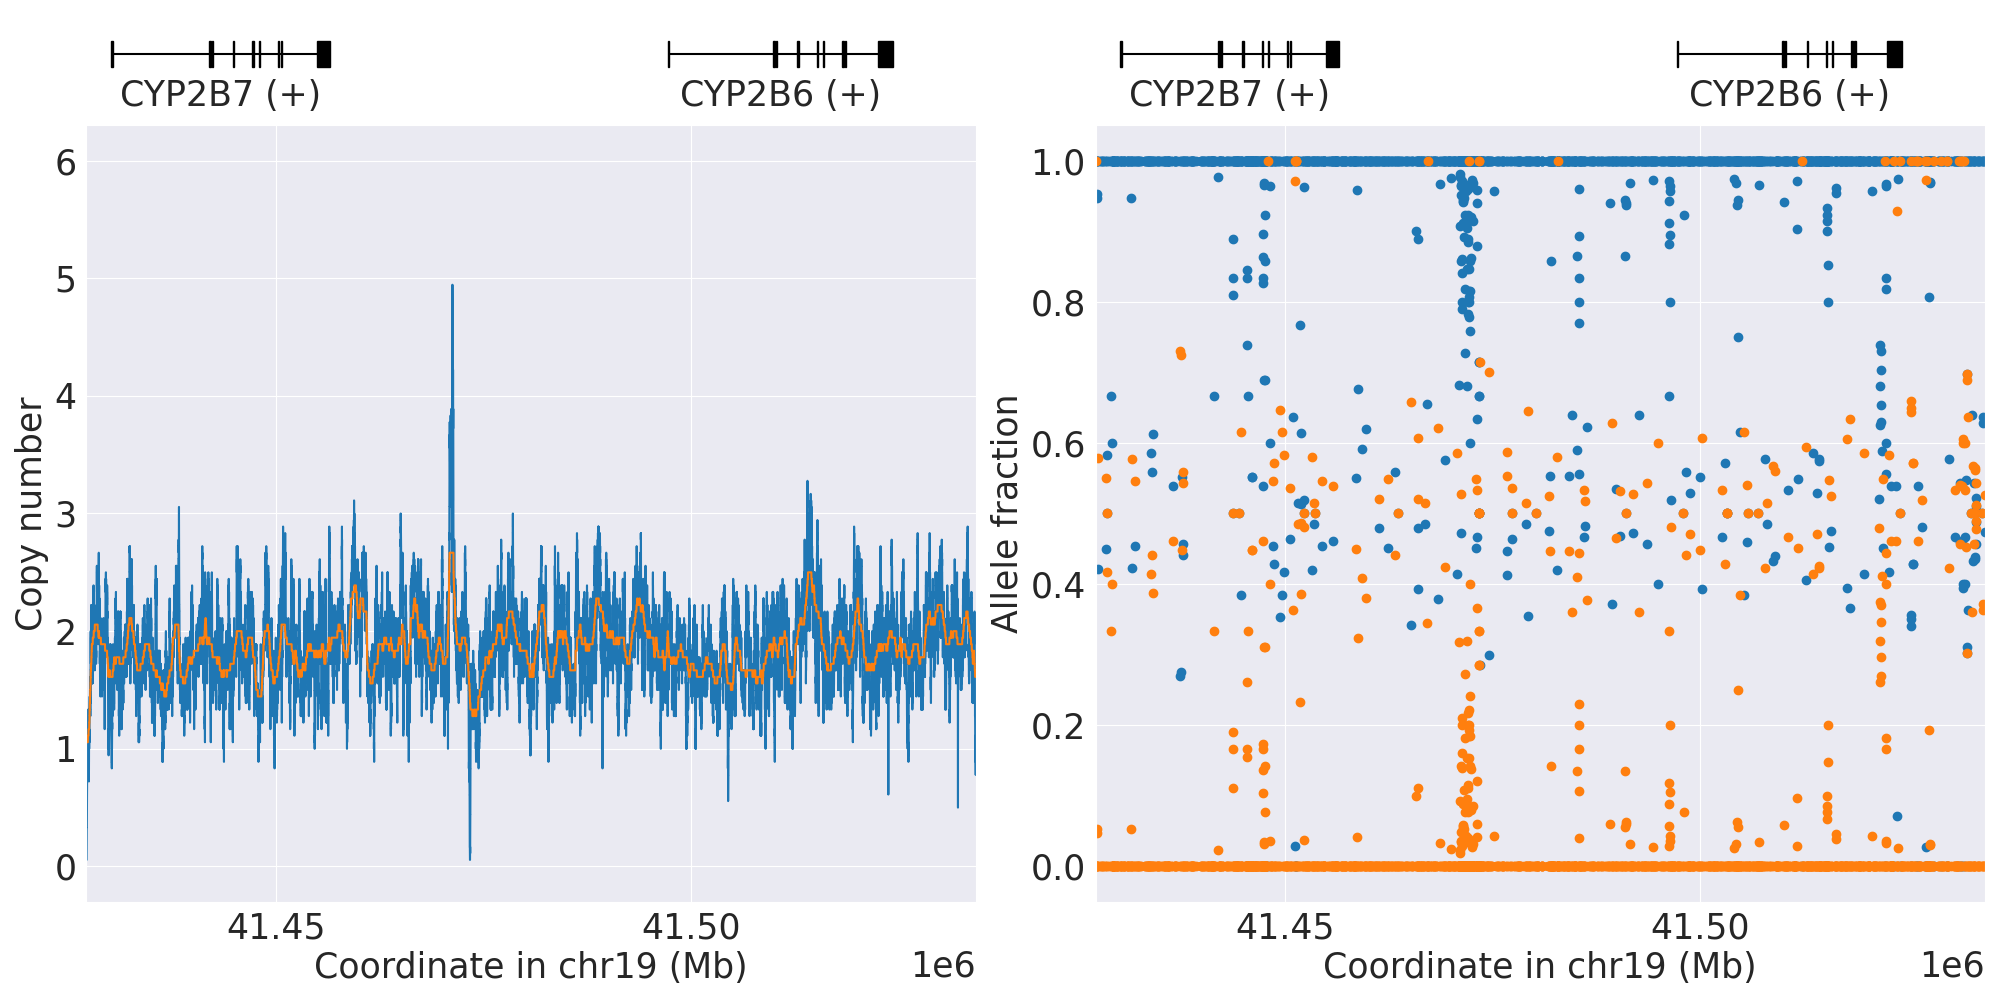 CYP2B7 (+)
CYP2B6 (+)
CYP2B7 (+)
CYP2B6 (+)
6
5
4
3
2
1
0
Copy number
41.45
41.50
Coordinate in chr19 (Mb)
1e6
1.0
0.8
0.6
0.4
0.2
0.0
Allele fraction
41.45
41.50
Coordinate in chr19 (Mb)
1e6